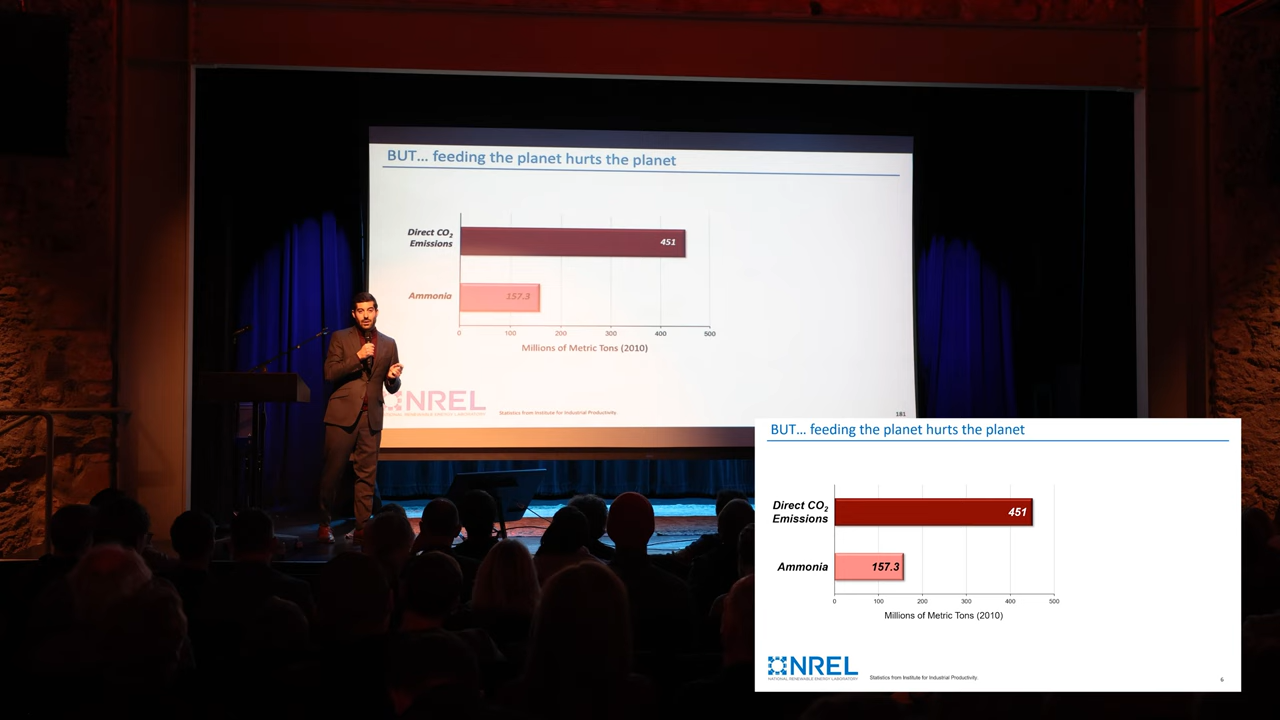 BUT... feeding the planet hurts the planet
Direct CO₂
Emissions
451
Ammonia
157.3
0 100 200 300 400 500
Millions of Metric Tons (2010)
NREL
NATIONAL RENEWABLE ENERGY LABORATORY
Statistics from Institute for Industrial Productivity.
181
BUT... feeding the planet hurts the planet
Direct CO₂
Emissions
451
Ammonia
157.3
0 100 200 300 400 500
Millions of Metric Tons (2010)
NREL
NATIONAL RENEWABLE ENERGY LABORATORY
Statistics from Institute for Industrial Productivity.
6